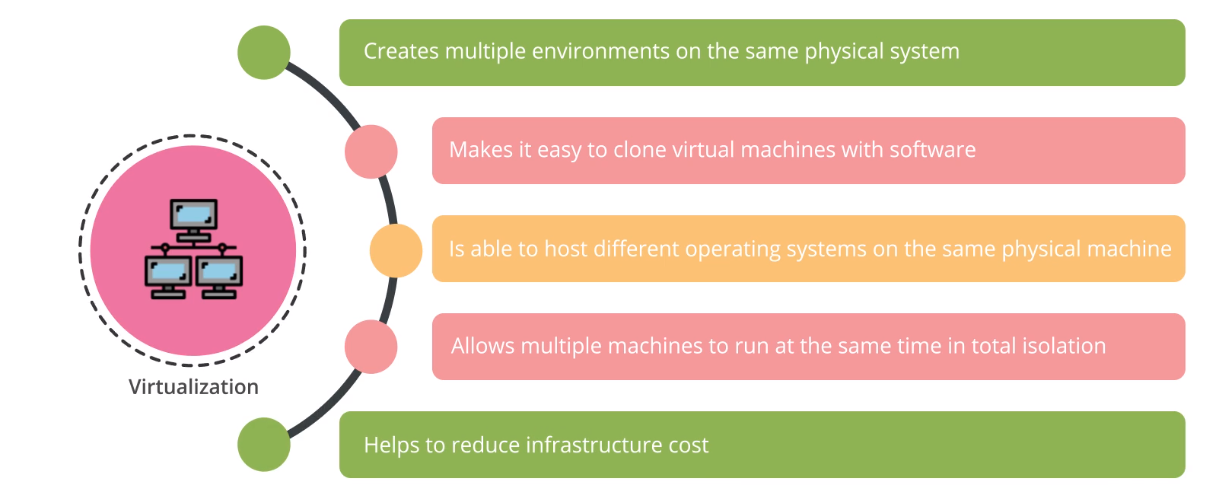 Creates multiple environments on the same physical system
Makes it easy to clone virtual machines with software
Is able to host different operating systems on the same physical machine
Allows multiple machines to run at the same time in total isolation
Virtualization
Helps to reduce infrastructure cost